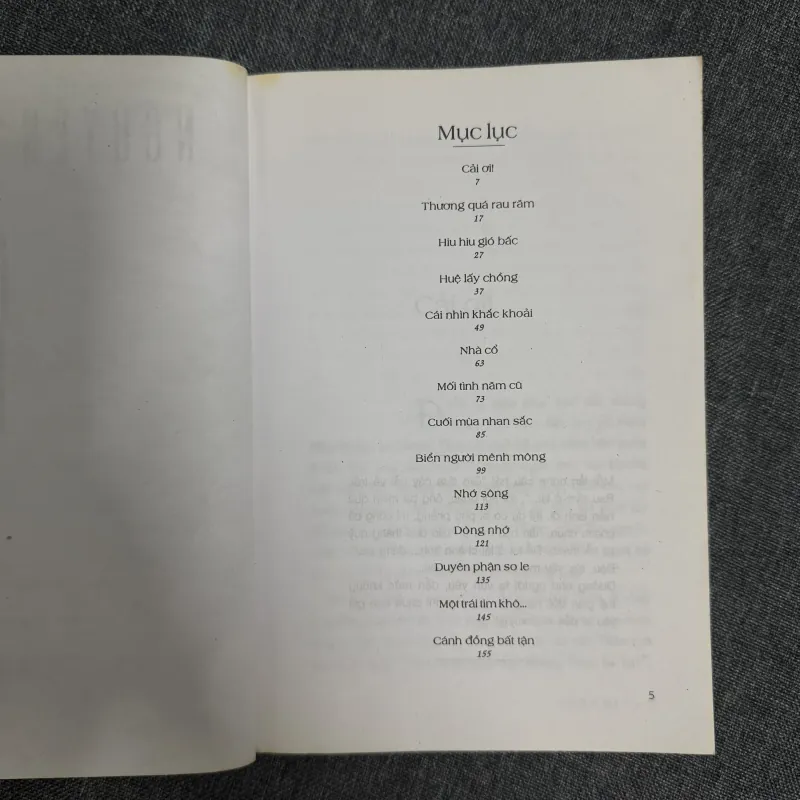 Mục lục
Cải ơi!
7
Thương quá rau răm
17
Hiu hiu gió bấc
27
Huệ lấy chồng
37
Cái nhìn khắc khoải
49
Nhà cổ
63
Mối tình năm cũ
73
Cuối mùa nhan sắc
85
Biển người mênh mông
99
Nhớ sông
113
Dòng nhớ
121
Duyên phận so le
135
Một trái tim khô...
145
Cánh đồng bất tận
155
5